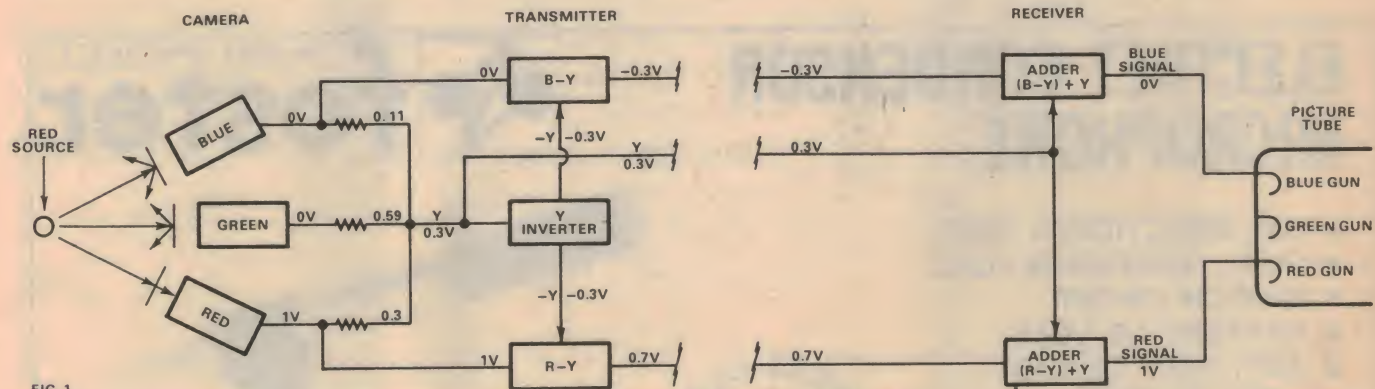 CAMERA
TRANSMITTER
RECEIVER
RED
SOURCE
BLUE
0V
0.11
0V
B-Y
-0.3V
-Y -0.3V
Y
0.3V
GREEN
0V
0.59
Y
0.3V
Y
INVERTER
-Y -0.3V
RED
1V
0.3
1V
R-Y
0.7V
-0.3V
ADDER
(B-Y) + Y
BLUE
SIGNAL
0V
0.3V
PICTURE
TUBE
BLUE GUN
GREEN GUN
RED GUN
0.7V
ADDER
(R-Y) + Y
RED
SIGNAL
1V
FIG. 1